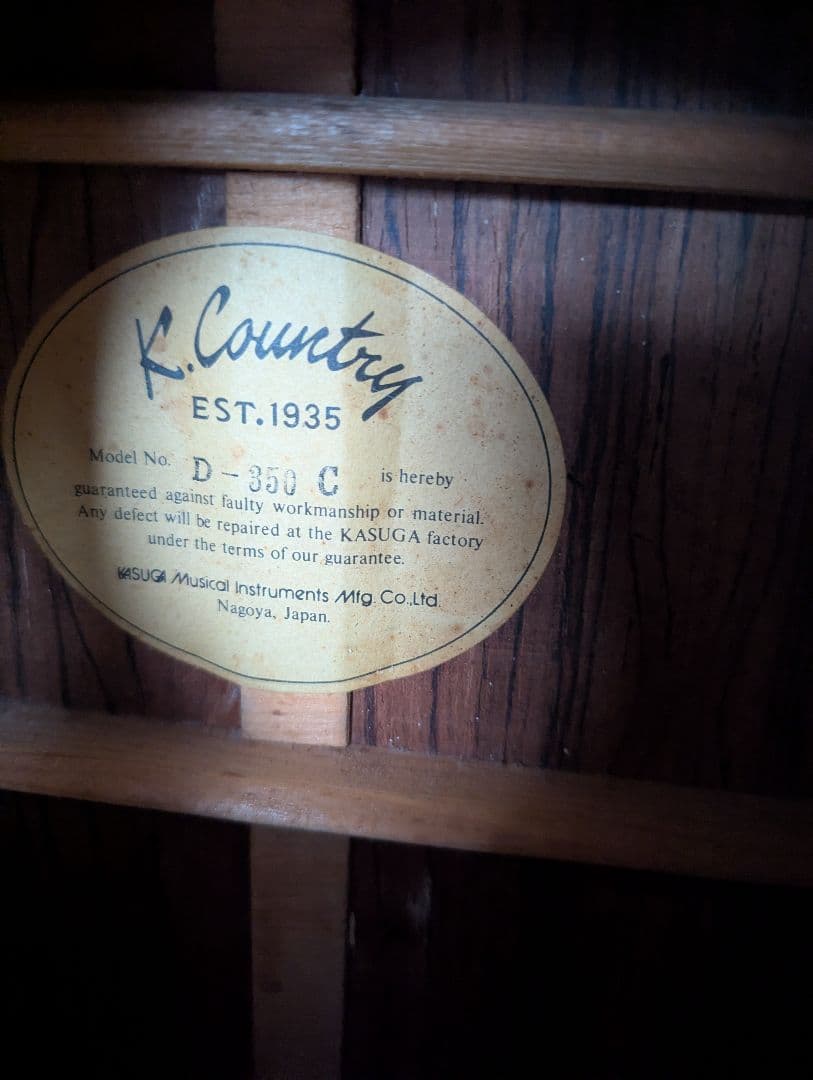 K. Country
EST.1935
Model No. D-350 C is hereby
guaranteed against faulty workmanship or material.
Any defect will be repaired at the KASUGA factory
under the terms of our guarantee.
KASUGA Musical Instruments Mfg. Co.,Ltd.
Nagoya, Japan.